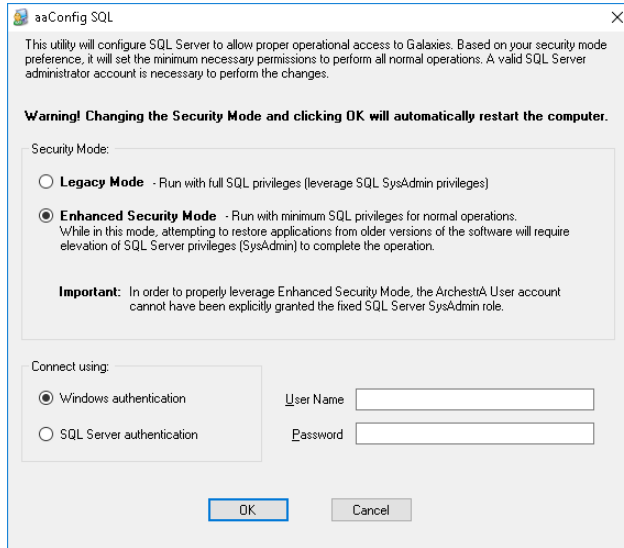 aaConfig SQL
This utility will configure SQL Server to allow proper operational access to Galaxies. Based on your security mode
preference, it will set the minimum necessary permissions to perform all normal operations. A valid SQL Server
administrator account is necessary to perform the changes.
Warning! Changing the Security Mode and clicking OK will automatically restart the computer.
Security Mode:
Legacy Mode - Run with full SQL privileges (leverage SQL SysAdmin privileges)
Enhanced Security Mode - Run with minimum SQL privileges for normal operations.
While in this mode, attempting to restore applications from older versions of the software will require
elevation of SQL Server privileges (SysAdmin) to complete the operation.
Important: In order to properly leverage Enhanced Security Mode, the ArchestrA User account
cannot have been explicitly granted the fixed SQL Server SysAdmin role.
Connect using:
Windows authentication
User Name
SQL Server authentication
Password
OK
Cancel